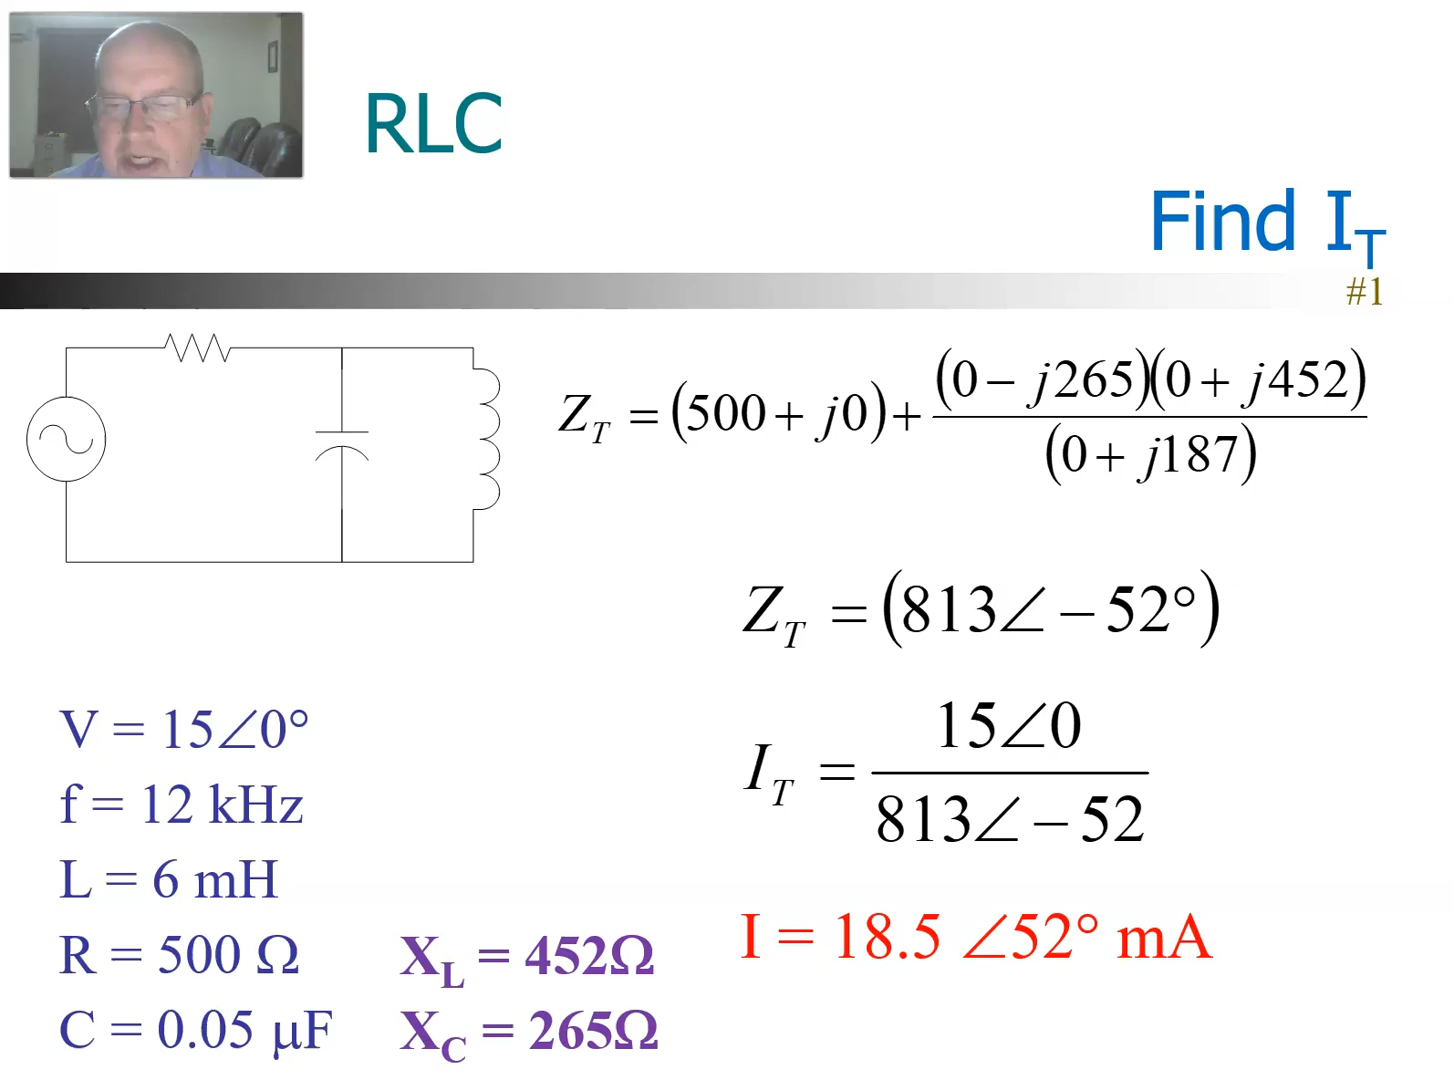 RLC
Find I_T
#1
Z_T = (500 + j0) + (0 − j265)(0 + j452) / (0 + j187)
Z_T = (813∠ − 52°)
I_T = 15∠0 / 813∠ − 52
I = 18.5 ∠52° mA
V = 15∠0°
f = 12 kHz
L = 6 mH
R = 500 Ω
C = 0.05 μF
X_L = 452Ω
X_C = 265Ω